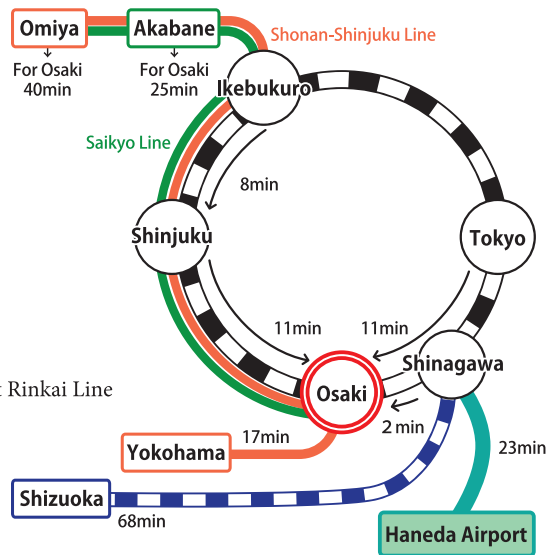 Omiya
Akabane
Shonan-Shinjuku Line
For Osaki
40min
For Osaki
25min
Ikebukuro
Saikyo Line
8min
Shinjuku
Tokyo
11min
11min
Shinagawa
Rinkai Line
Osaki
2 min
17min
Yokohama
23min
Shizuoka
68min
Haneda Airport